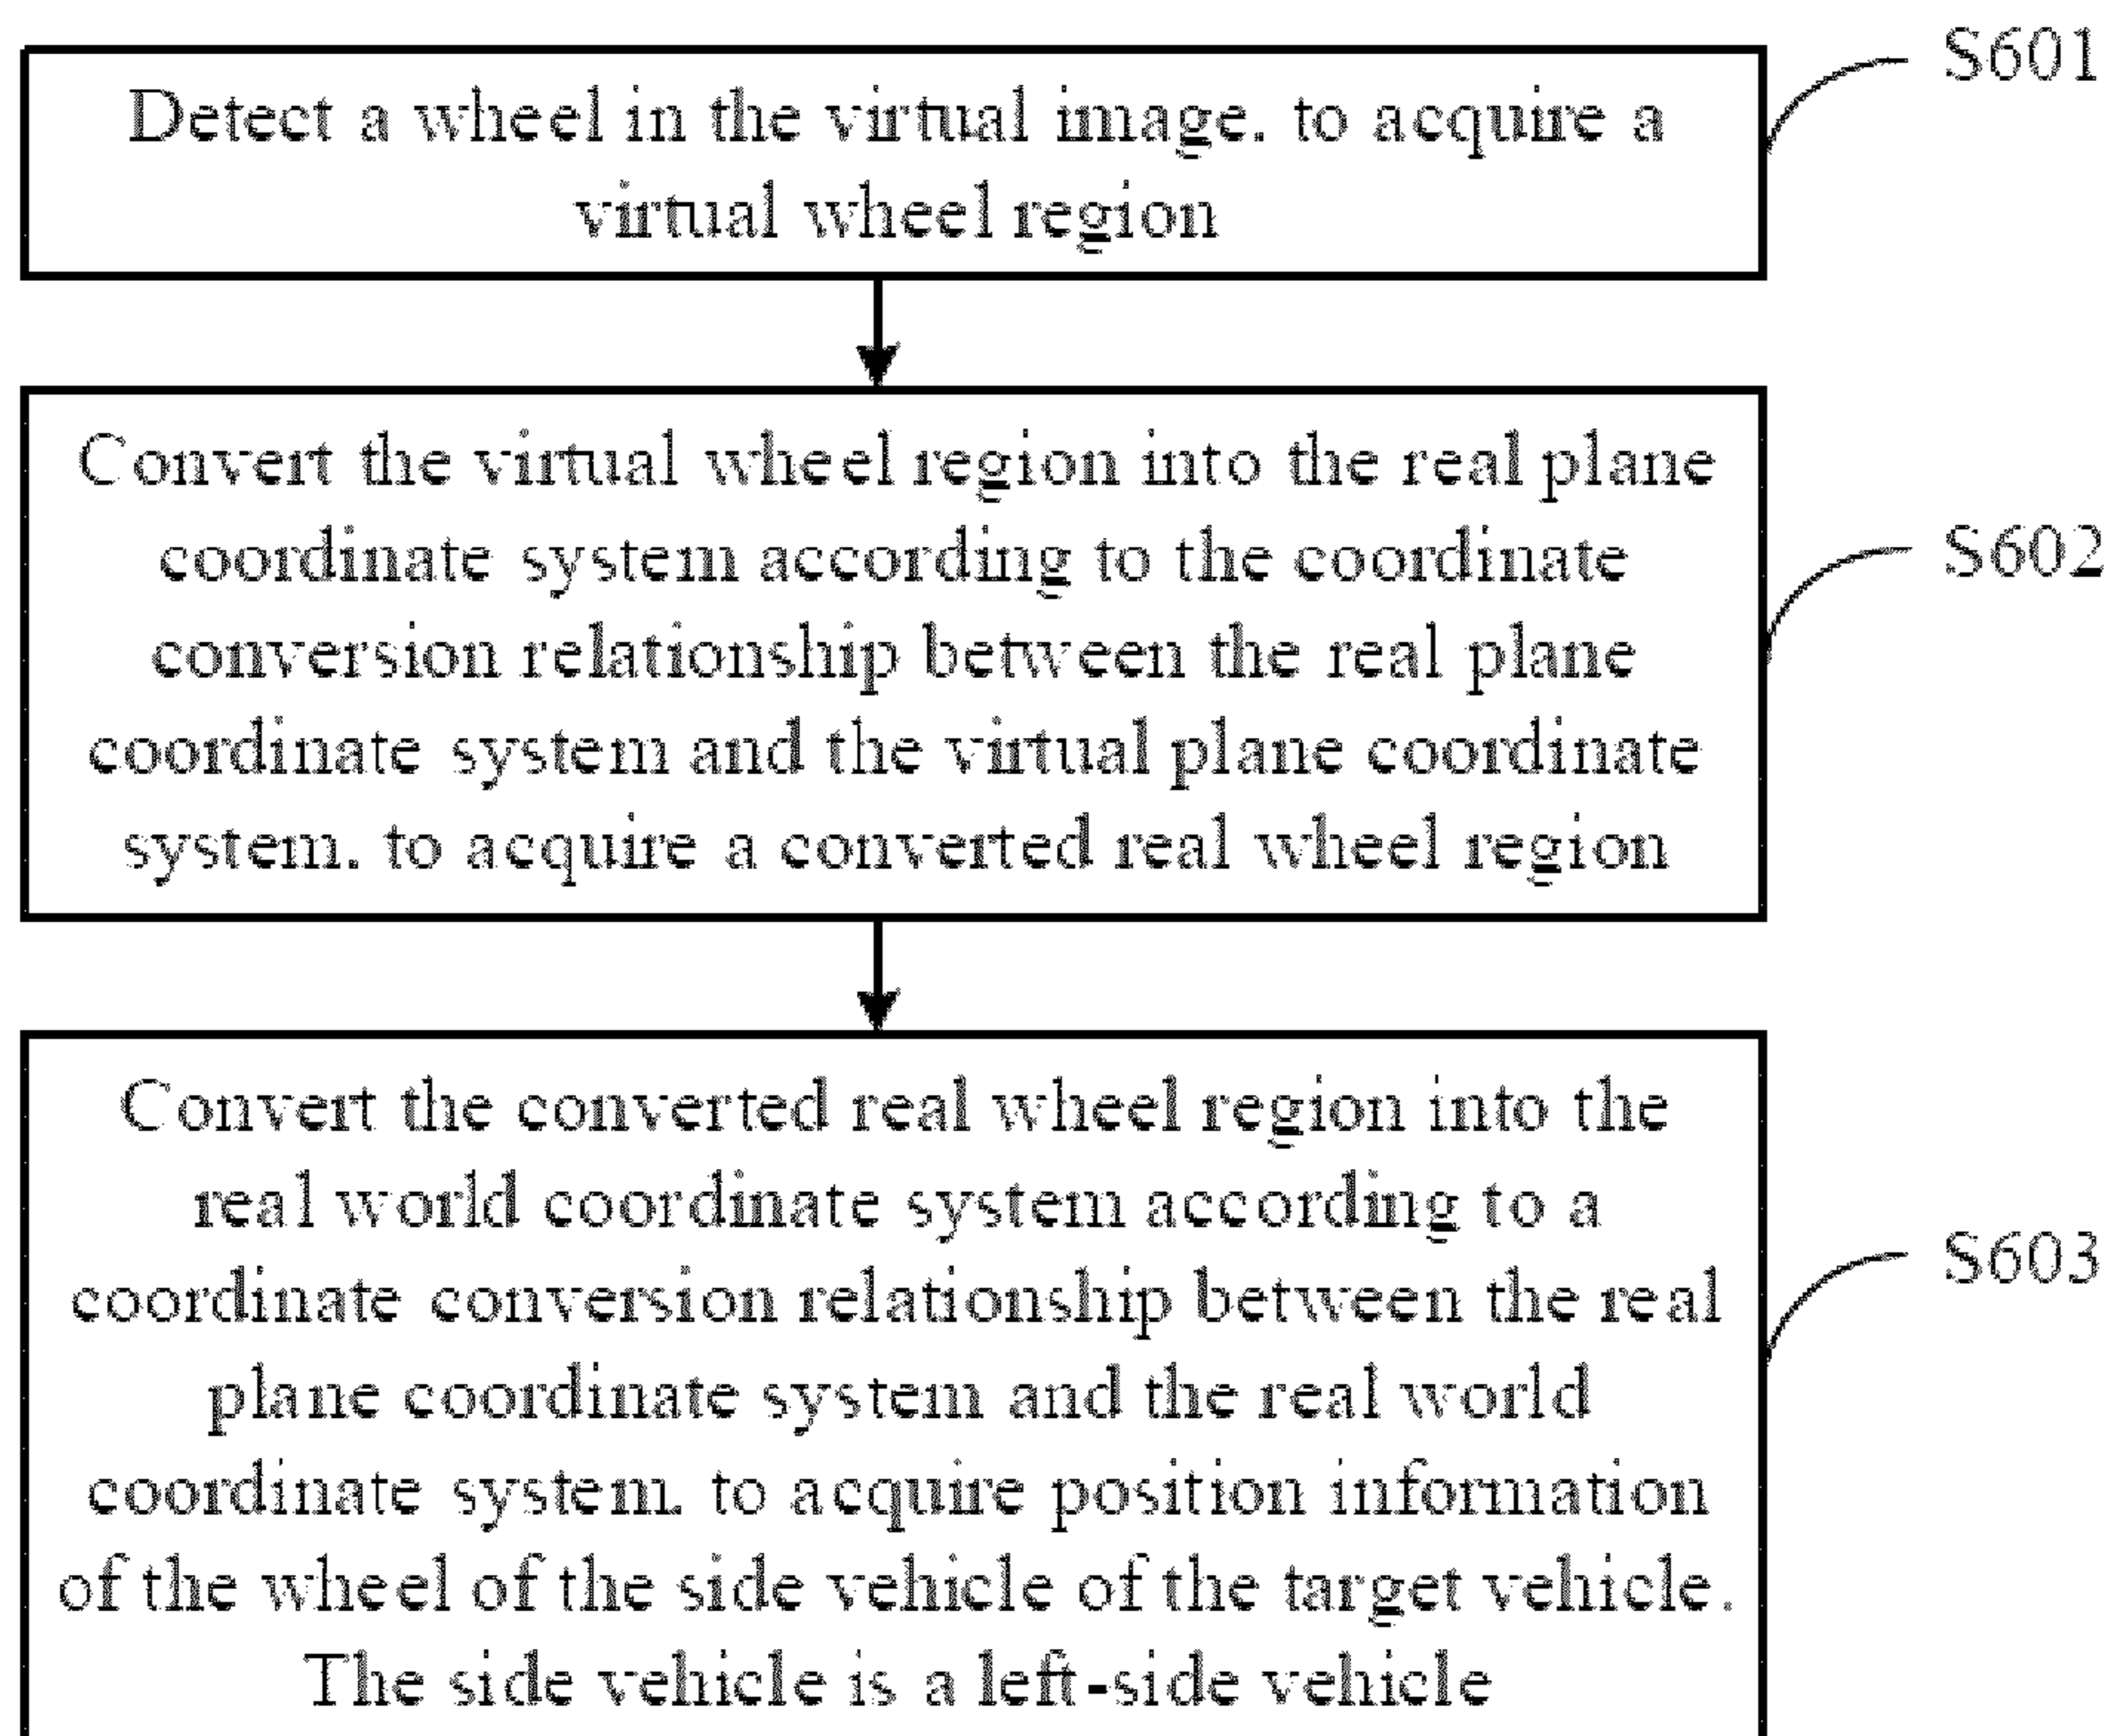 S601
Detect a wheel in the virtual image. to acquire a
virtual wheel region
Convert the virtual wheel region into the real plane
coordinate system according to the coordinate
S602
conversion relationship between the real plane
coordinate system and the virtual plane coordinate
system. to acquire a converted real wheel region
Convert the converted real wheel region into the
real world coordinate system according to a
S603
coordinate conversion relationship between the real
plane coordinate system and the real world
coordinate system. to acquire position information
of the wheel of the side vehicle of the target vehicle.
The side vehicle is a left-side vehicle